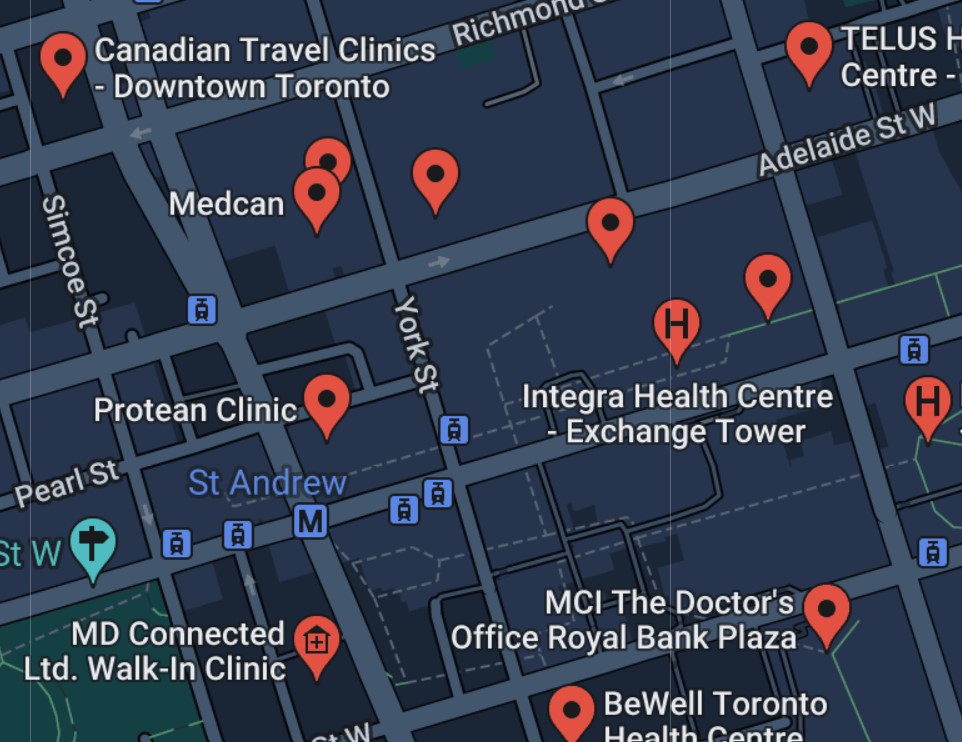 Richmond
Canadian Travel Clinics
- Downtown Toronto
TELUS H
Centre -
Adelaide St W
Medcan
Simcoe St
York St
H
Integra Health Centre
- Exchange Tower
H
Protean Clinic
Pearl St
St Andrew
M
St W
MCI The Doctor's
Office Royal Bank Plaza
MD Connected
Ltd. Walk-In Clinic
BeWell Toronto
Health Centre
St W